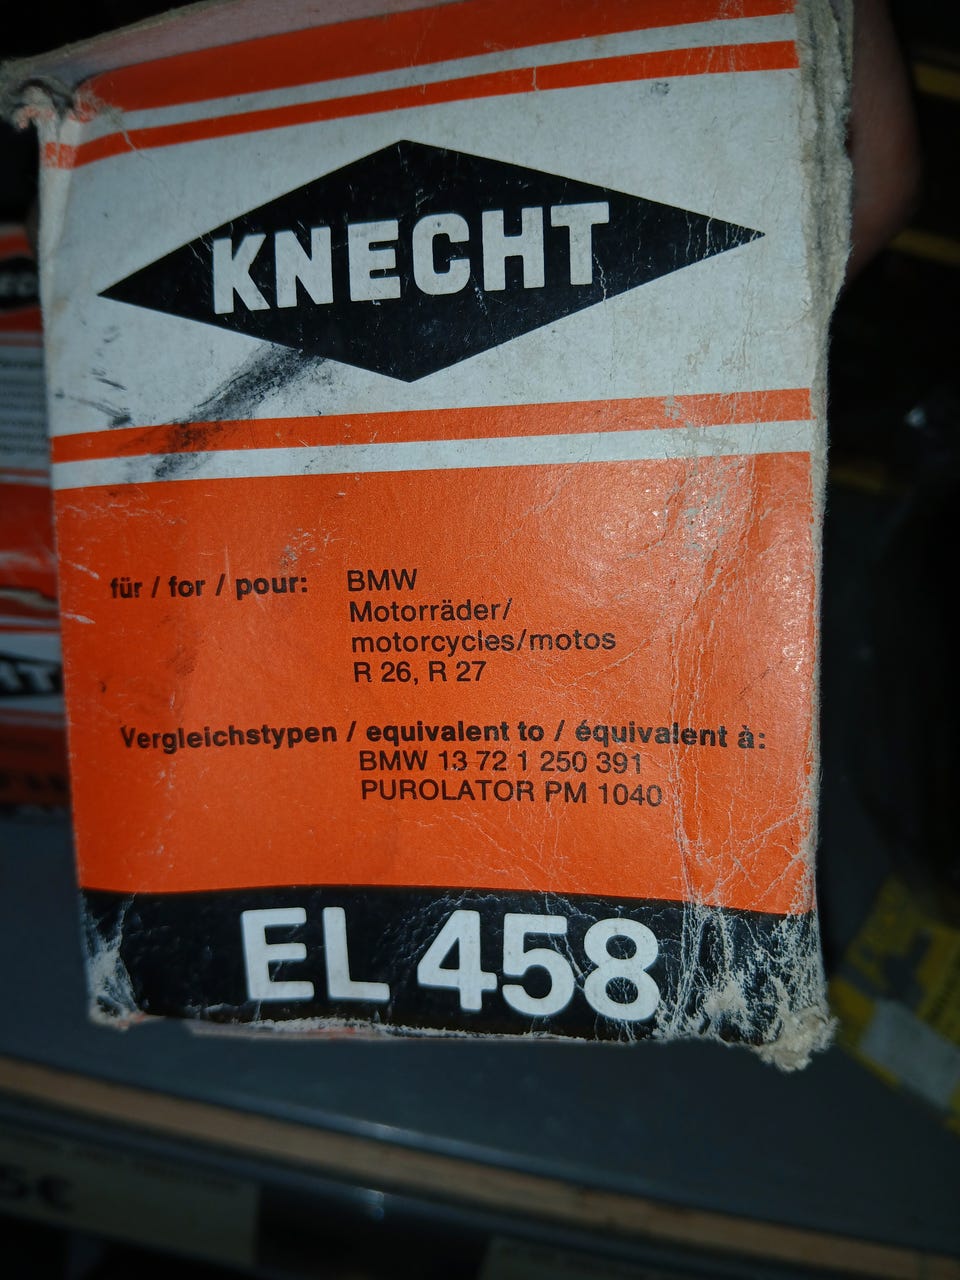 KNECHT
für / for / pour: BMW
Motorräder/
motorcycles/motos
R 26, R 27
Vergleichstypen / equivalent to / équivalent à:
BMW 13 72 1 250 391
PUROLATOR PM 1040
EL 458
5€